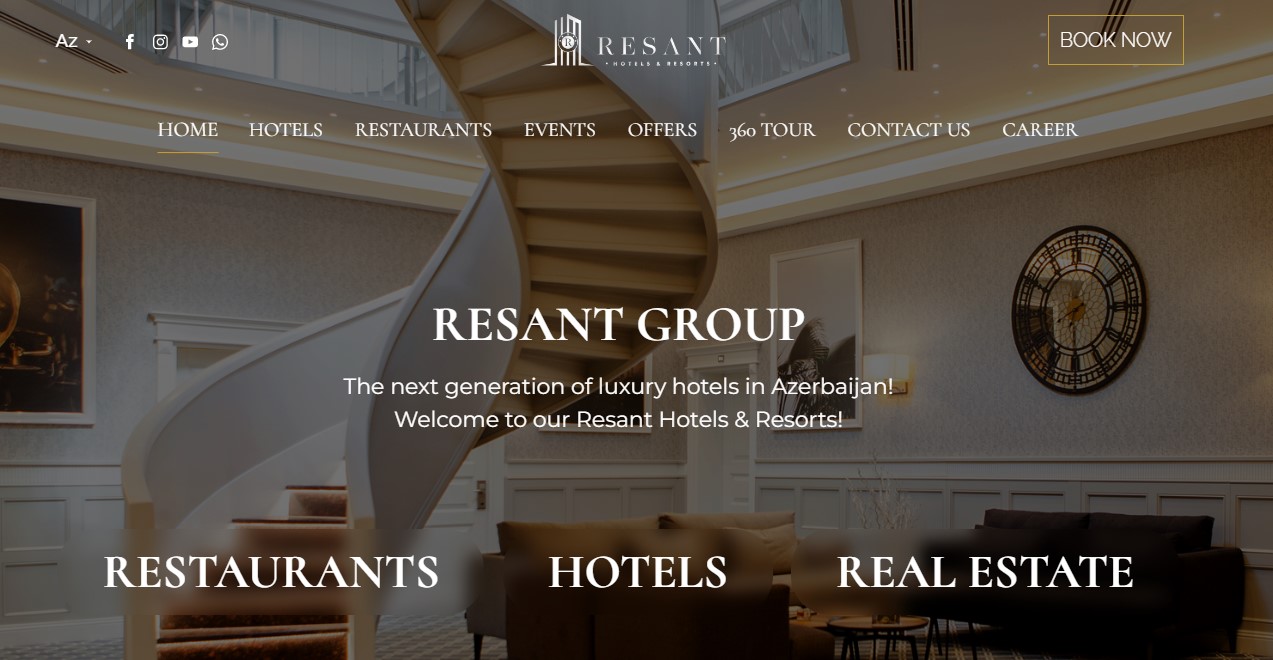 Az
RESANT
• HOTELS & RESORTS •
BOOK NOW
HOME HOTELS RESTAURANTS EVENTS OFFERS 360 TOUR CONTACT US CAREER
RESANT GROUP
The next generation of luxury hotels in Azerbaijan!
Welcome to our Resant Hotels & Resorts!
RESTAURANTS HOTELS REAL ESTATE